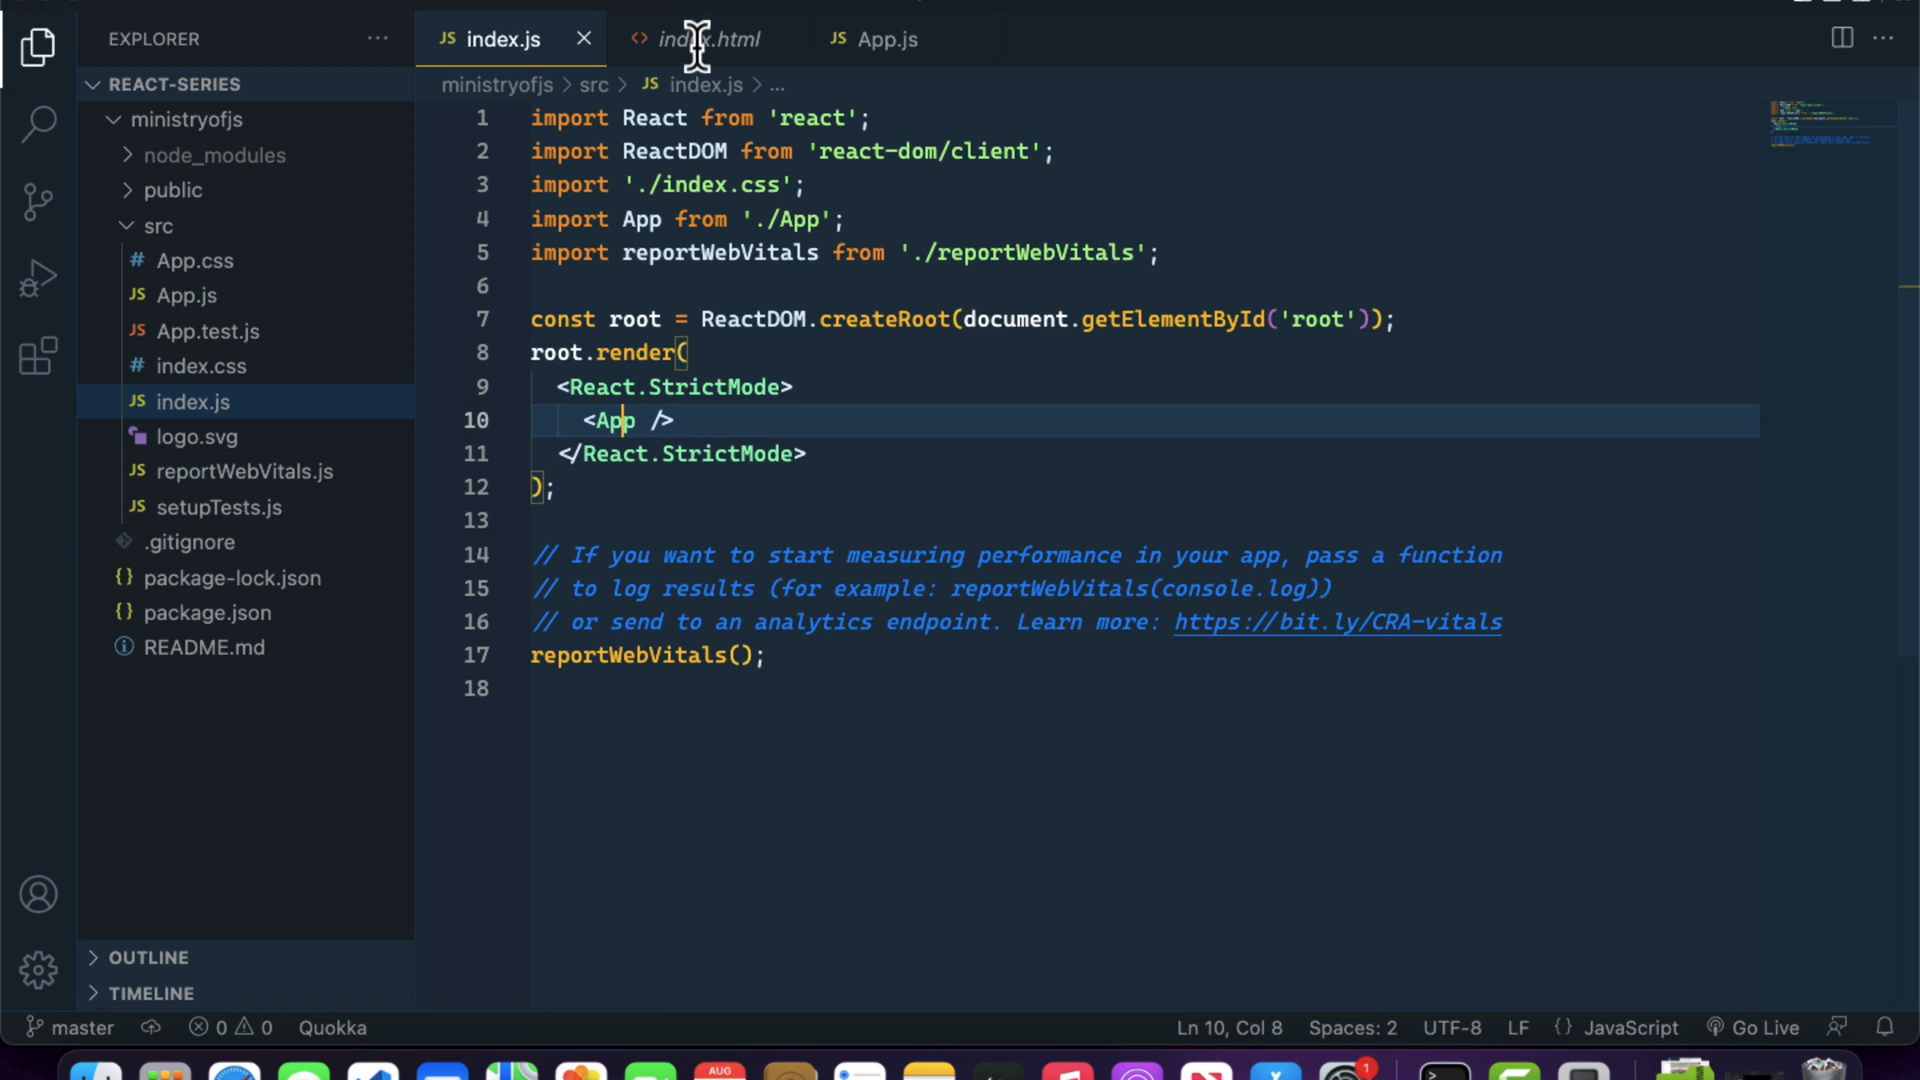 EXPLORER
REACT-SERIES
ministryofjs
node_modules
public
src
# App.css
JS App.js
JS App.test.js
# index.css
JS index.js
logo.svg
JS reportWebVitals.js
JS setupTests.js
.gitignore
{} package-lock.json
{} package.json
README.md
OUTLINE
TIMELINE
JS index.js
<> index.html
JS App.js
ministryofjs > src > JS index.js > ...
1 import React from 'react';
2 import ReactDOM from 'react-dom/client';
3 import './index.css';
4 import App from './App';
5 import reportWebVitals from './reportWebVitals';
6
7 const root = ReactDOM.createRoot(document.getElementById('root'));
8 root.render(
9 <React.StrictMode>
10 <App />
11 </React.StrictMode>
12 );
13
14 // If you want to start measuring performance in your app, pass a function
15 // to log results (for example: reportWebVitals(console.log))
16 // or send to an analytics endpoint. Learn more: https://bit.ly/CRA-vitals
17 reportWebVitals();
18
master 0 0 Quokka Ln 10, Col 8 Spaces: 2 UTF-8 LF {} JavaScript Go Live
AUG
1